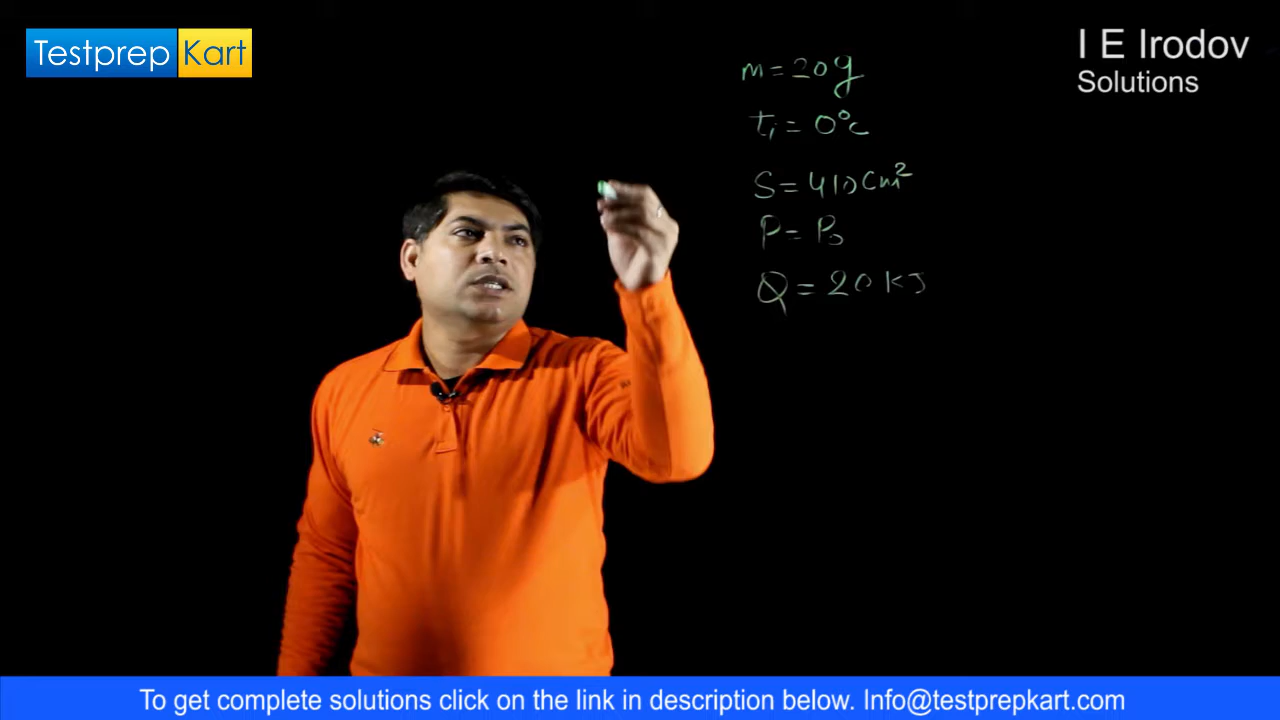 Testprep Kart
I E Irodov
Solutions
m = 20g
ti = 0°c
S = 410 cm²
P = P₀
Q = 20 KJ
To get complete solutions click on the link in description below. Info@testprepkart.com